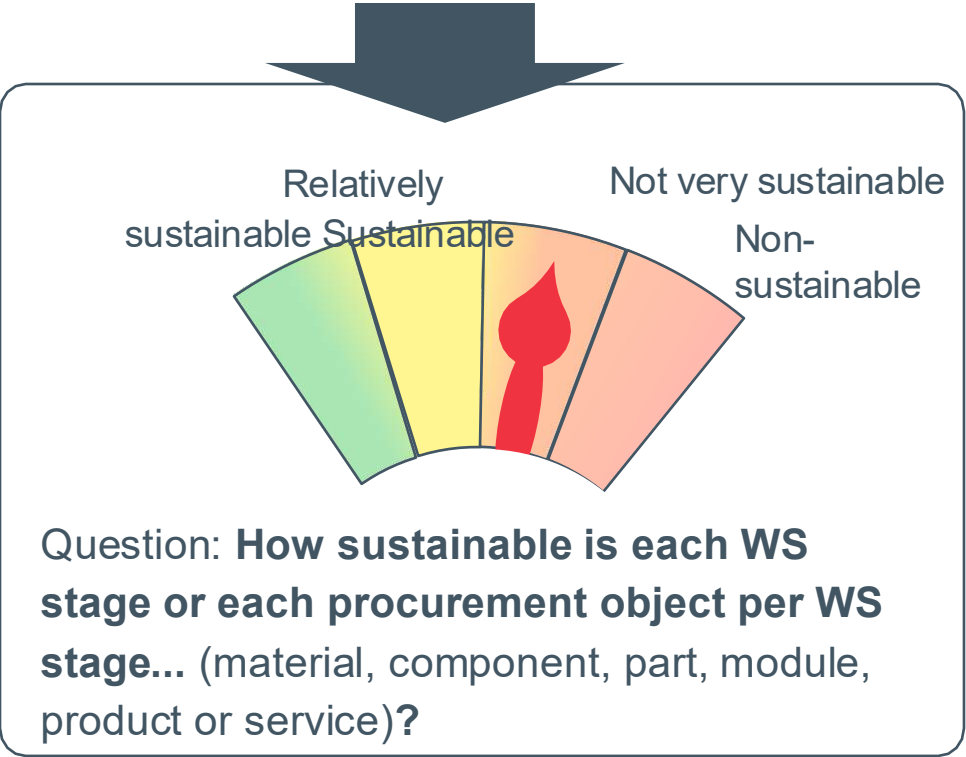 Relatively
sustainable Sustainable
Not very sustainable
Non-
sustainable
Question: How sustainable is each WS
stage or each procurement object per WS
stage... (material, component, part, module,
product or service)?